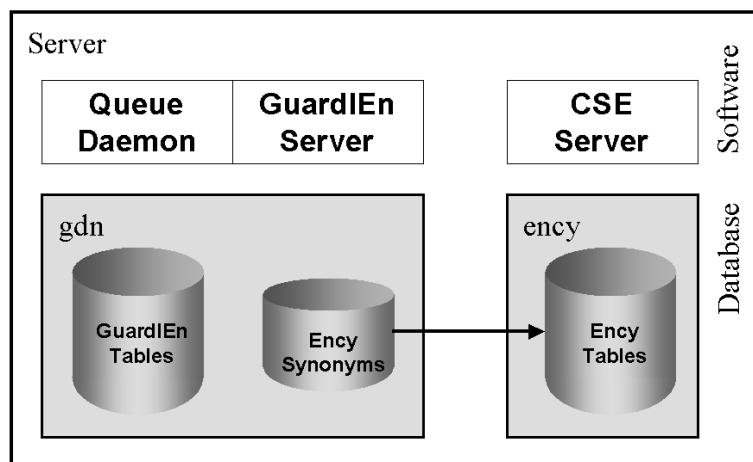 Server
Queue
Daemon
GuardIEn
Server
CSE
Server
Software
gdn
GuardIEn
Tables
Ency
Synonyms
ency
Ency
Tables
Database